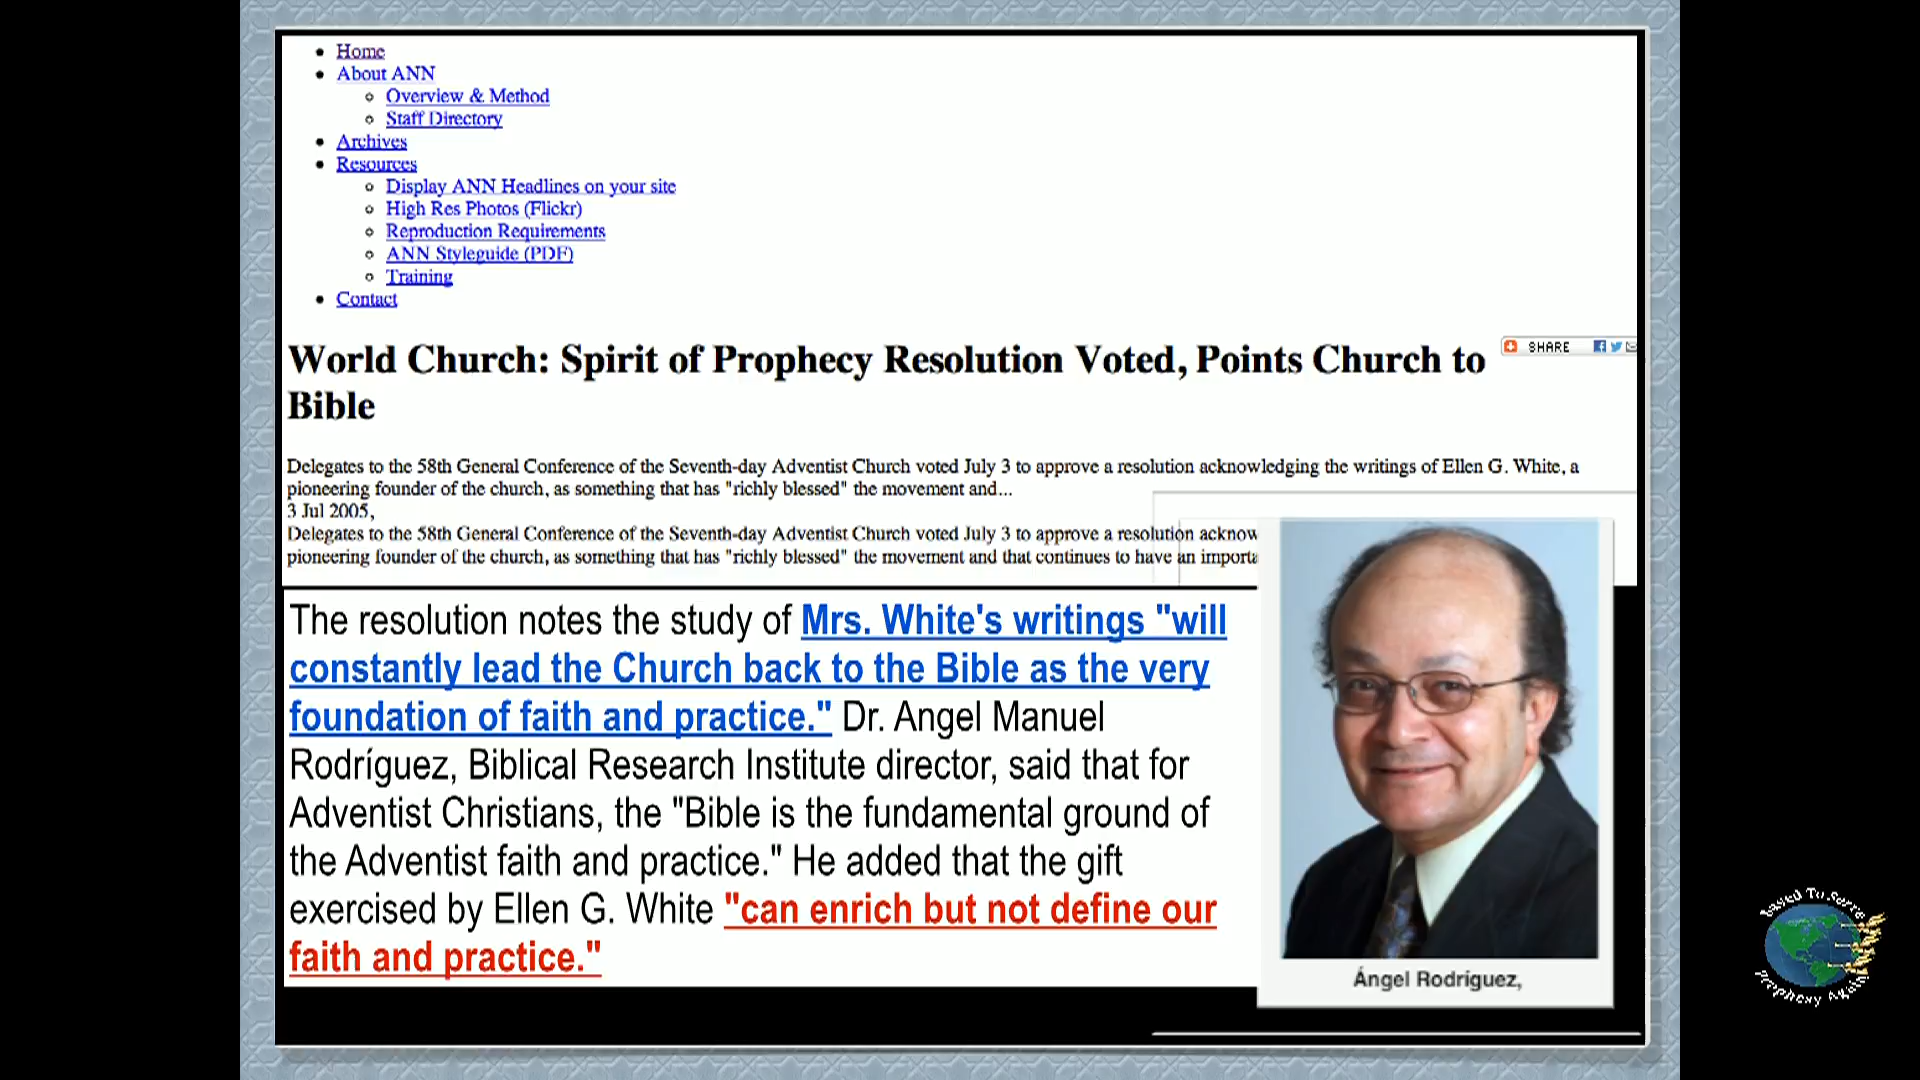 Home
About ANN
Overview & Method
Staff Directory
Archives
Resources
Display ANN Headlines on your site
High Res Photos (Flickr)
Reproduction Requirements
ANN Styleguide (PDF)
Training
Contact
SHARE
World Church: Spirit of Prophecy Resolution Voted, Points Church to
Bible
Delegates to the 58th General Conference of the Seventh-day Adventist Church voted July 3 to approve a resolution acknowledging the writings of Ellen G. White, a
pioneering founder of the church, as something that has "richly blessed" the movement and...
3 Jul 2005,
Delegates to the 58th General Conference of the Seventh-day Adventist Church voted July 3 to approve a resolution acknow
pioneering founder of the church, as something that has "richly blessed" the movement and that continues to have an importa
The resolution notes the study of Mrs. White's writings "will
constantly lead the Church back to the Bible as the very
foundation of faith and practice." Dr. Angel Manuel
Rodríguez, Biblical Research Institute director, said that for
Adventist Christians, the "Bible is the fundamental ground of
the Adventist faith and practice." He added that the gift
exercised by Ellen G. White "can enrich but not define our
faith and practice."
Ángel Rodríguez,
To Serve
Prophexy Again